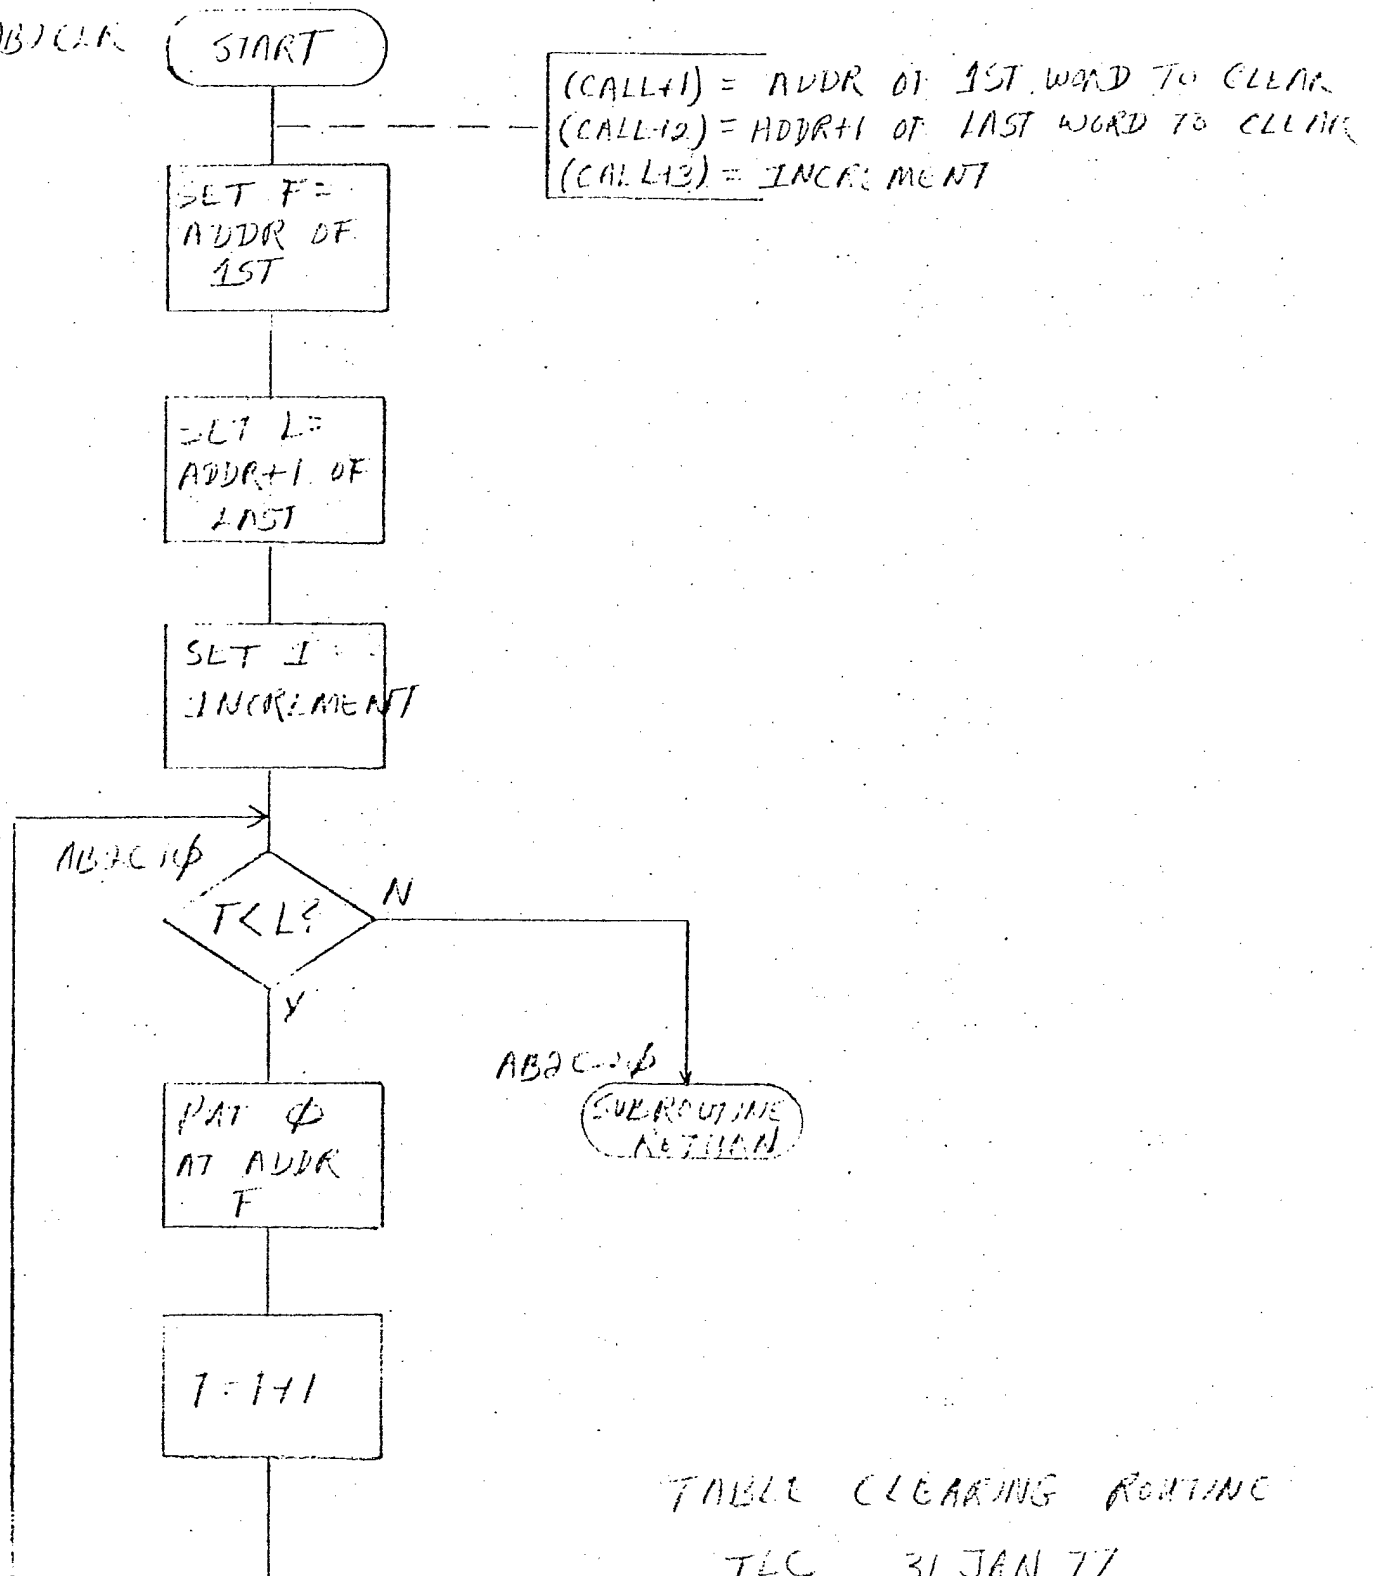 START
(CALL+1) = ADDR OF 1ST WORD TO CLEAR
(CALL+2) = ADDR+1 OF LAST WORD TO CLEAR
(CALL+3) = INCREMENT
SET F=
ADDR OF
1ST
SET L=
ADDR+1 OF
LAST
SET I =
INCREMENT
F<L?
N
Y
PUT Ø
AT ADDR
F
SUBROUTINE
RETURN
TABLE CLEARING ROUTINE
TLC 31 JAN 77